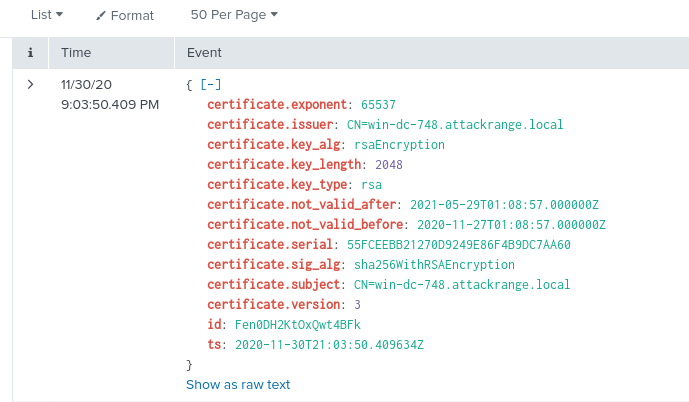 List Format 50 Per Page
i Time Event
11/30/20
9:03:50.409 PM
{ [-]
certificate.exponent: 65537
certificate.issuer: CN=win-dc-748.attackrange.local
certificate.key_alg: rsaEncryption
certificate.key_length: 2048
certificate.key_type: rsa
certificate.not_valid_after: 2021-05-29T01:08:57.000000Z
certificate.not_valid_before: 2020-11-27T01:08:57.000000Z
certificate.serial: 55FCEEBB21270D9249E86F4B9DC7AA60
certificate.sig_alg: sha256WithRSAEncryption
certificate.subject: CN=win-dc-748.attackrange.local
certificate.version: 3
id: Fen0DH2KtOxQwt4BFk
ts: 2020-11-30T21:03:50.409634Z
}
Show as raw text